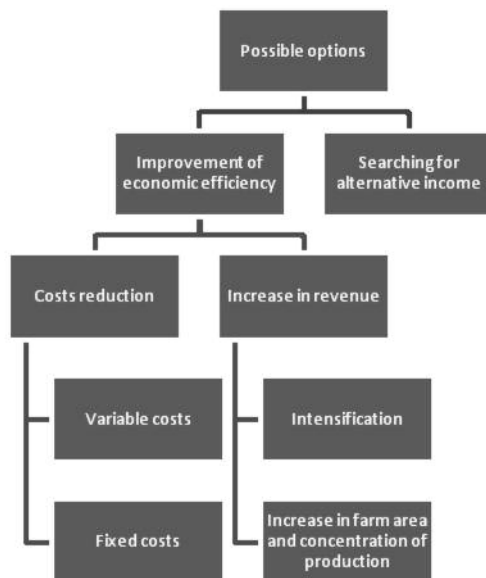 Possible options
Improvement of
economic efficiency
Searching for
alternative income
Costs reduction
Increase in revenue
Variable costs
Intensification
Fixed costs
Increase in farm area
and concentration of
production